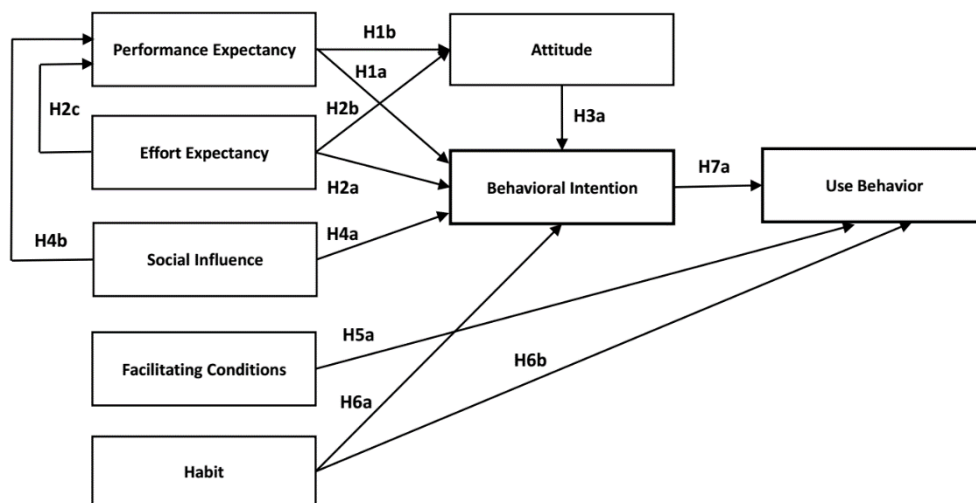 Performance Expectancy
H1b
Attitude
H1a
H2c
H2b
H3a
Effort Expectancy
H2a
Behavioral Intention
H7a
Use Behavior
H4b
Social Influence
H4a
Facilitating Conditions
H5a
H6b
H6a
Habit